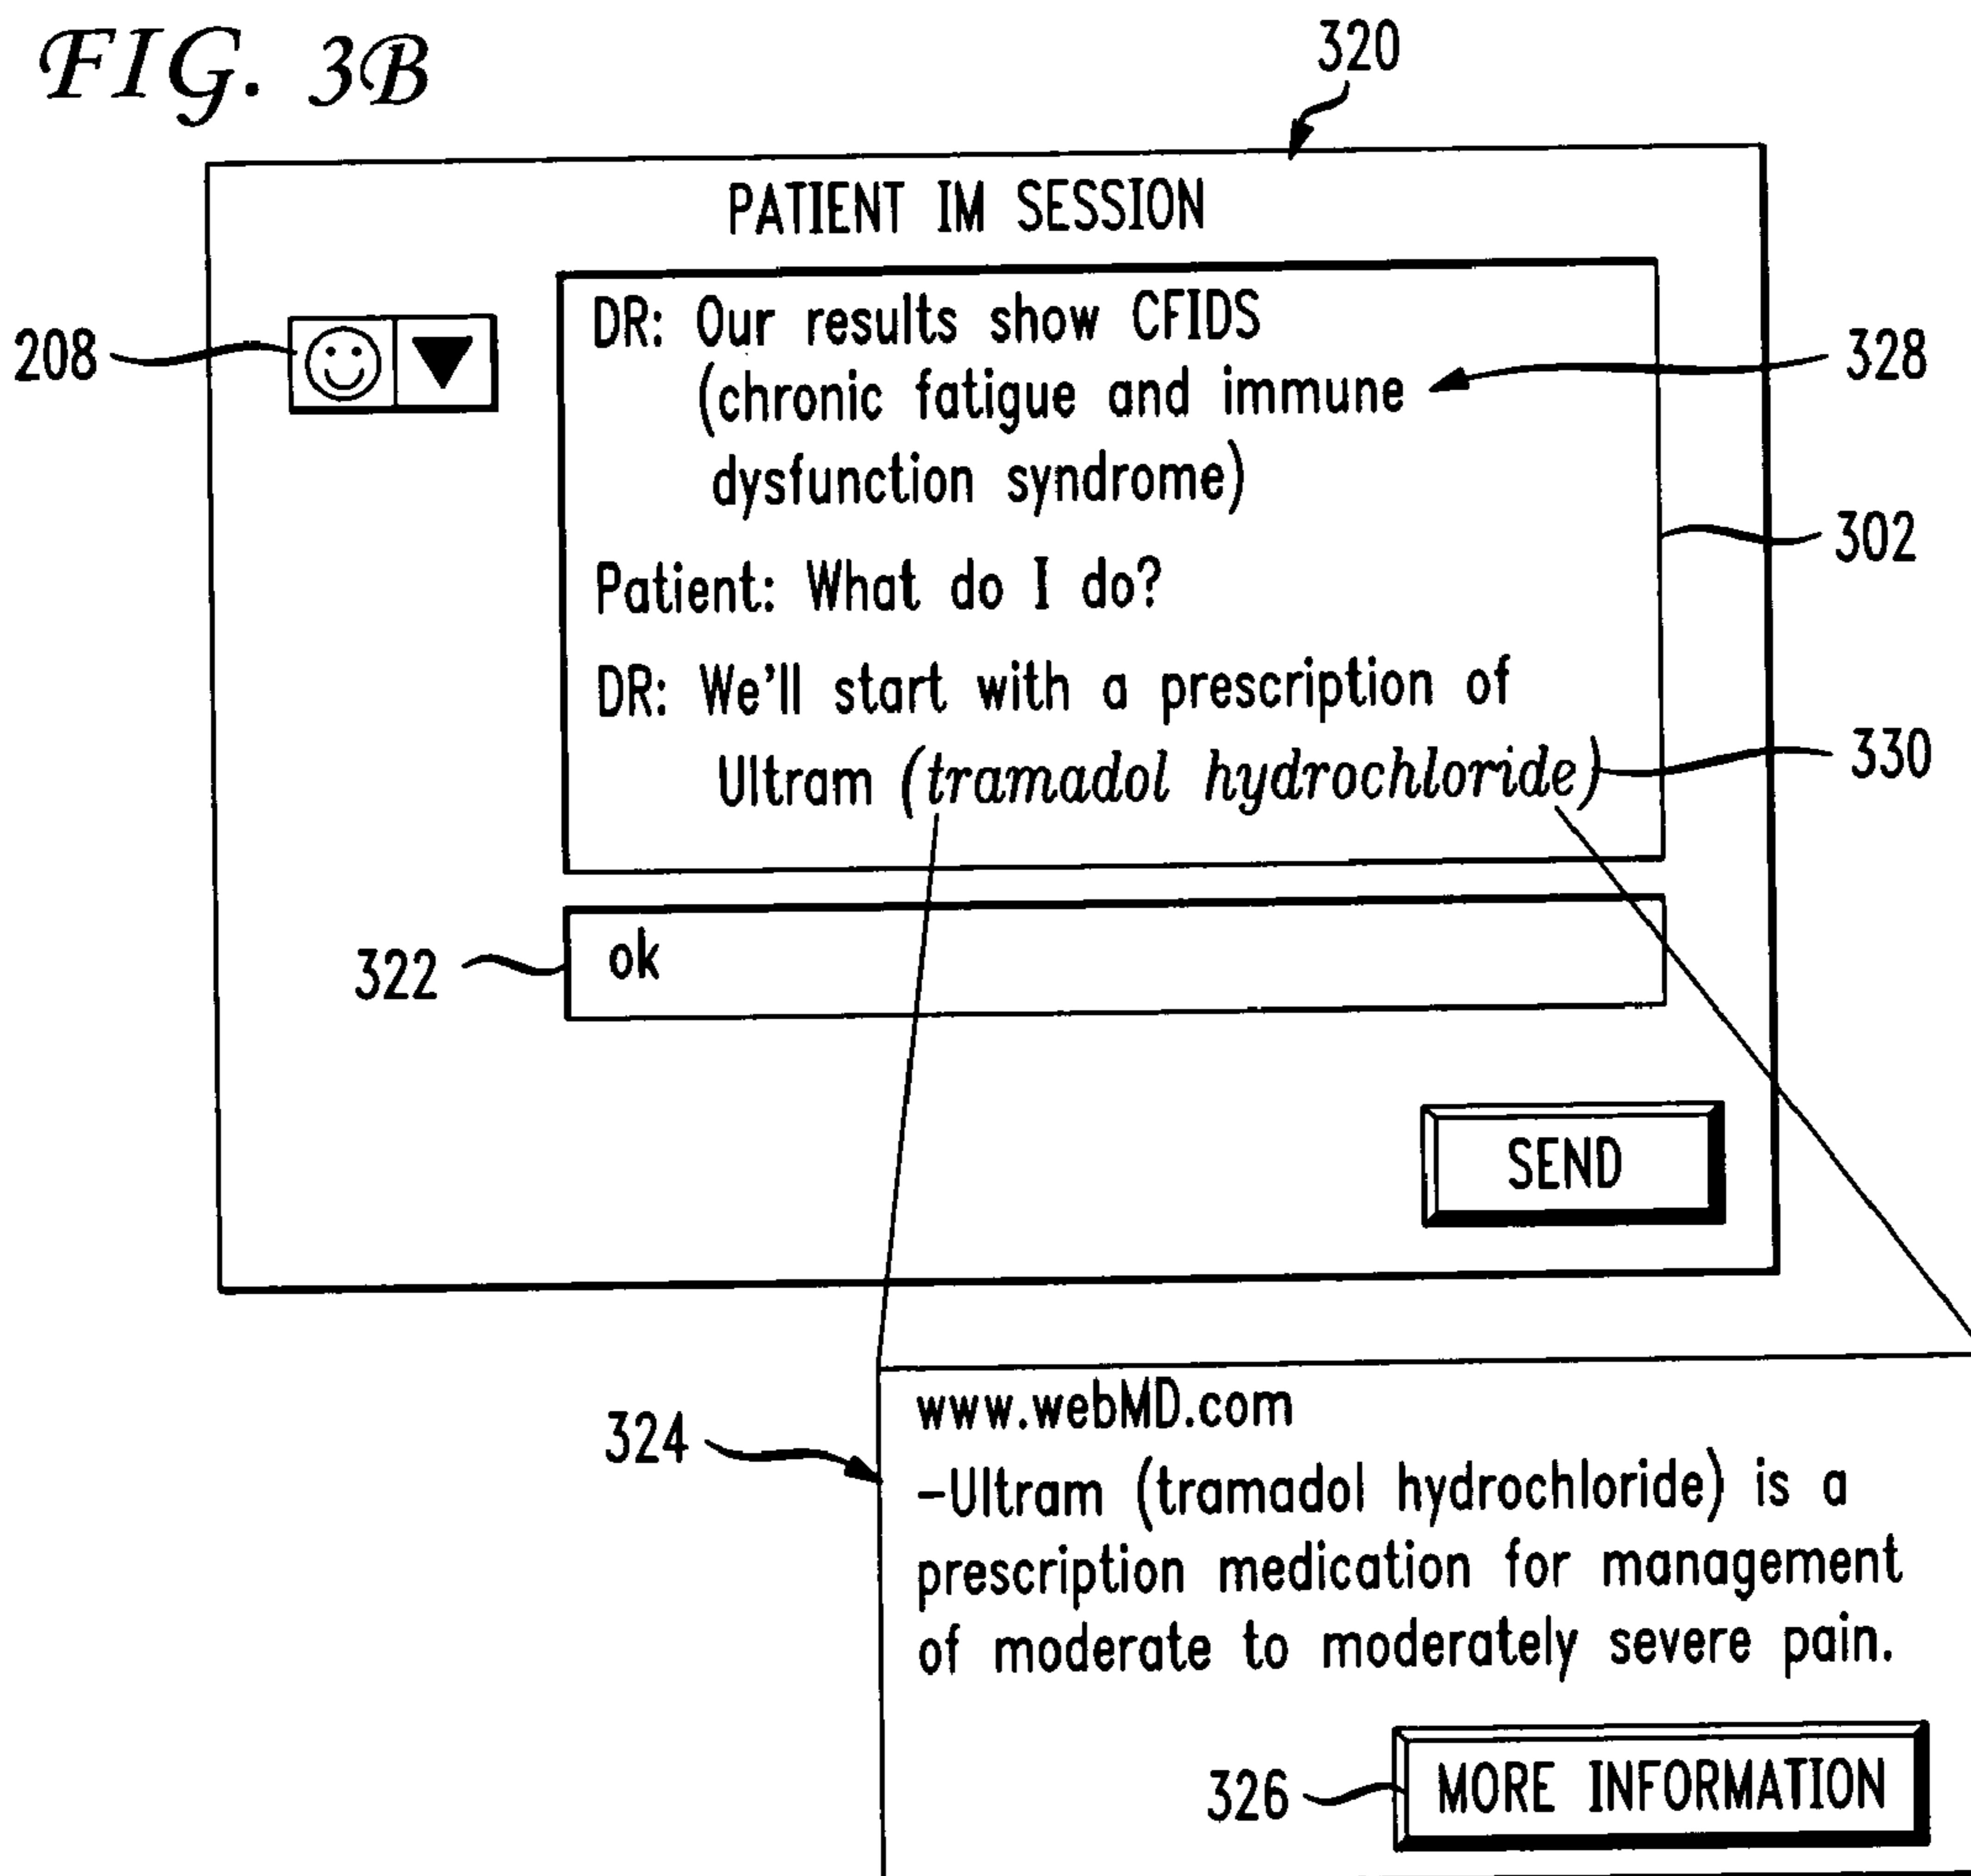 FIG. 3B
320
PATIENT IM SESSION
208
DR: Our results show CFIDS
(chronic fatigue and immune
328
dysfunction syndrome)
302
Patient: What do I do?
DR: We'll start with a prescription of
Ultram (tramadol hydrochloride)
330
322
ok
SEND
324
www.webMD.com
-Ultram (tramadol hydrochloride) is a
prescription medication for management
of moderate to moderately severe pain.
326
MORE INFORMATION